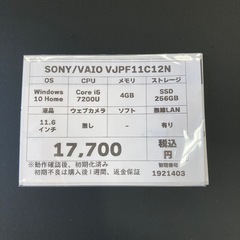 SONY/VAIO VJPF11C12N
OS CPU メモリ ストレージ
Windows 10 Home Core i5 7200U 4GB SSD 256GB
液晶 ウェブカメラ ソフト 無線LAN
11.6インチ 無し - 有り
17,700 税込 円
※動作確認後、初期化済み
初期不良は購入後1週間、返金保証
管理番号
1921403